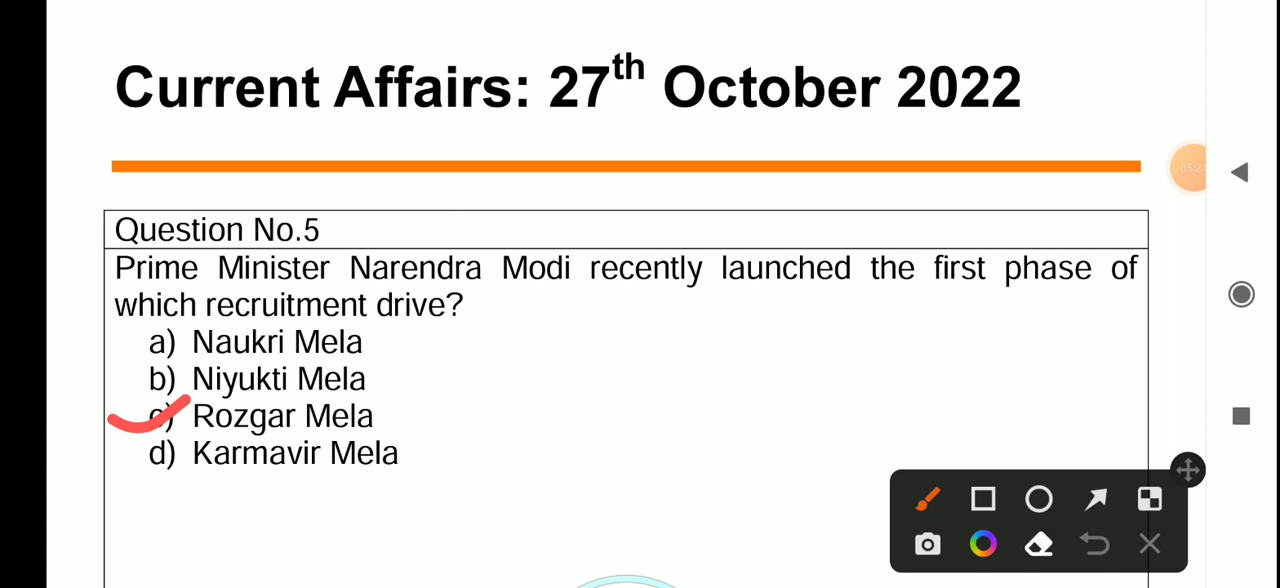 Current Affairs: 27th October 2022
Question No.5
Prime Minister Narendra Modi recently launched the first phase of
which recruitment drive?
a) Naukri Mela
b) Niyukti Mela
c) Rozgar Mela
d) Karmavir Mela